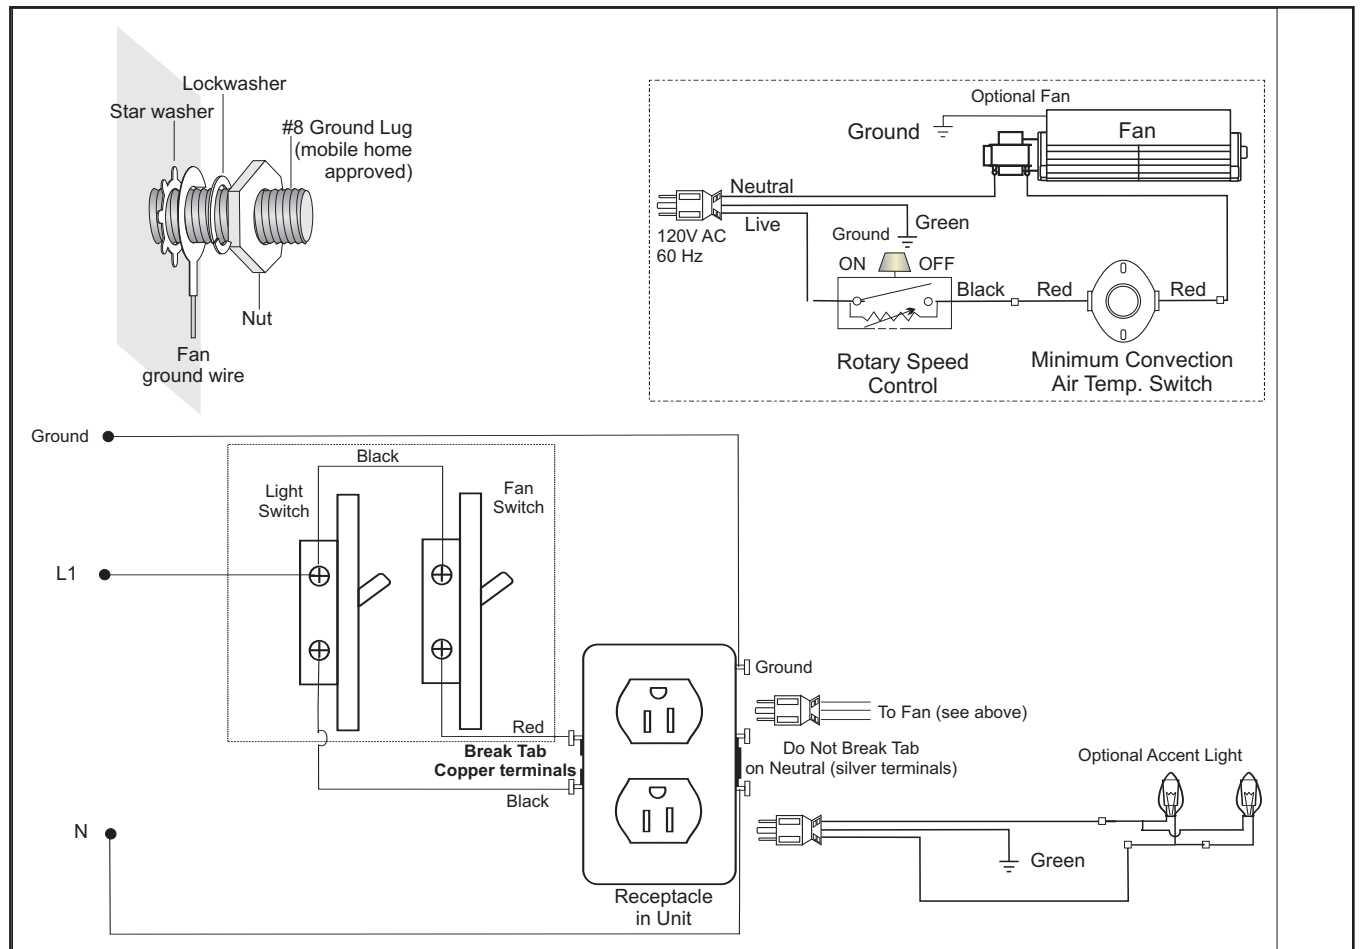 Lockwasher
Star washer
#8 Ground Lug
(mobile home
approved)
Nut
Fan
ground wire
Optional Fan
Ground
Fan
Neutral
Live
Green
120V AC
60 Hz
Ground
ON
OFF
Black
Red
Red
Rotary Speed
Control
Minimum Convection
Air Temp. Switch
Ground
Black
Light
Switch
Fan
Switch
L1
Ground
To Fan (see above)
Red
Break Tab
Copper terminals
Do Not Break Tab
on Neutral (silver terminals)
Optional Accent Light
Black
N
Green
Receptacle
in Unit